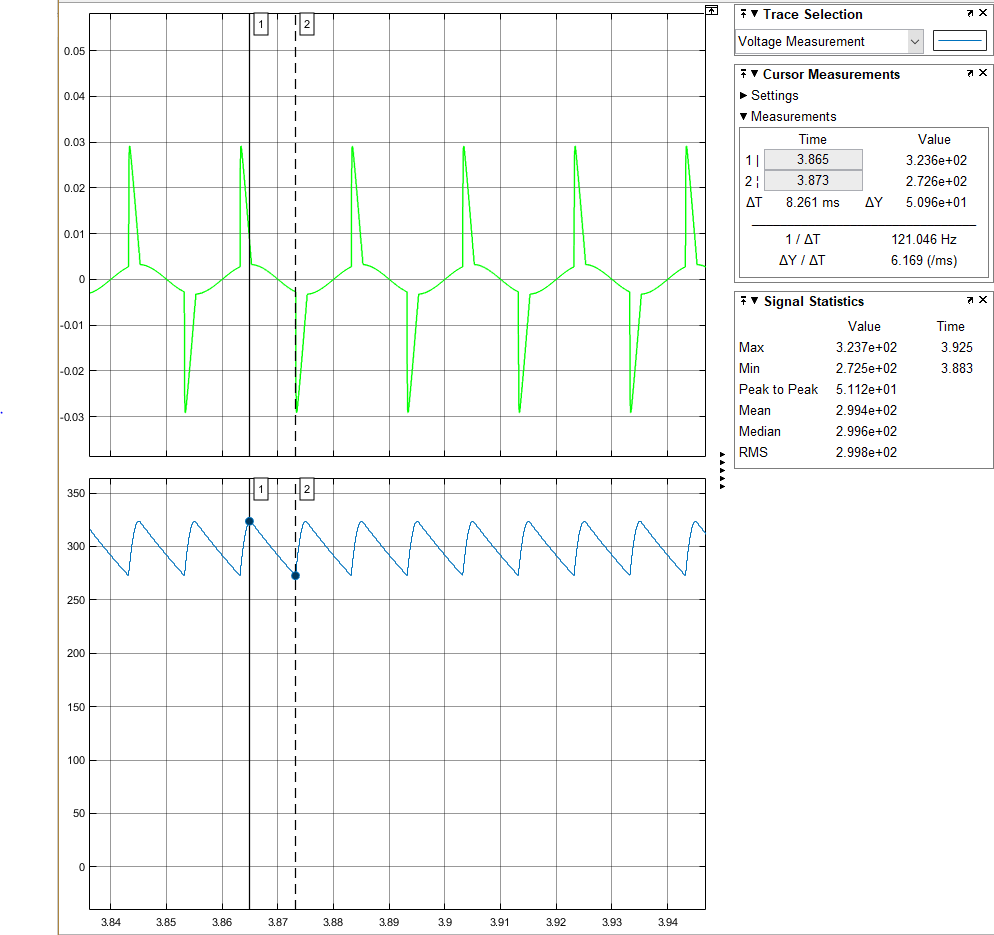 1 2
0.05
0.04
0.03
0.02
0.01
0
-0.01
-0.02
-0.03
1 2
350
300
250
200
150
100
50
0
3.84 3.85 3.86 3.87 3.88 3.89 3.9 3.91 3.92 3.93 3.94
Trace Selection
Voltage Measurement
Cursor Measurements
Settings
Measurements
Time Value
1 | 3.865 3.236e+02
2 ¦ 3.873 2.726e+02
ΔT 8.261 ms ΔY 5.096e+01
1 / ΔT 121.046 Hz
ΔY / ΔT 6.169 (/ms)
Signal Statistics
Value Time
Max 3.237e+02 3.925
Min 2.725e+02 3.883
Peak to Peak 5.112e+01
Mean 2.994e+02
Median 2.996e+02
RMS 2.998e+02